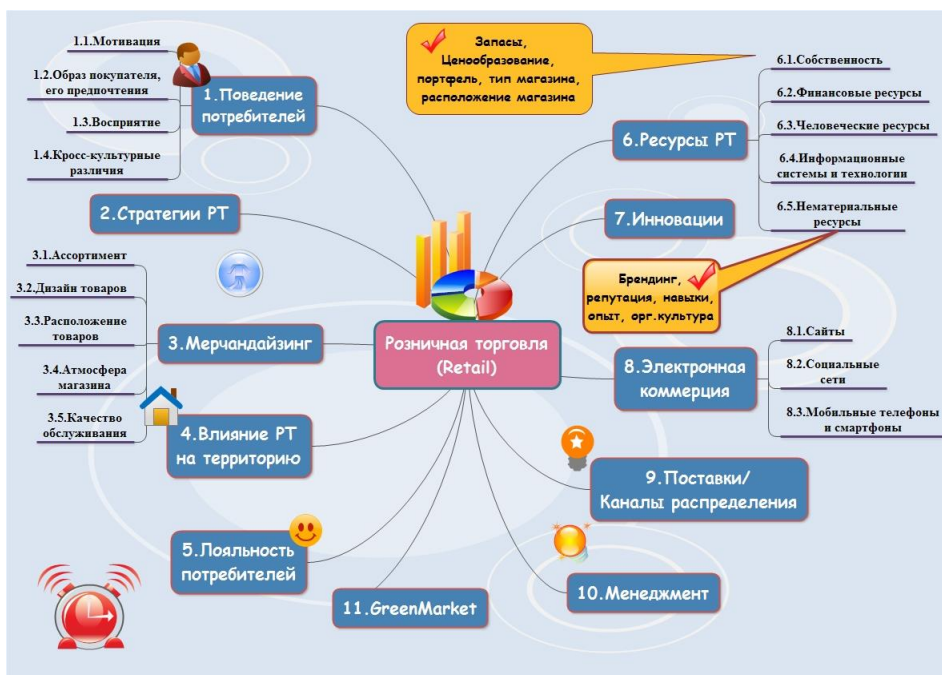 1.1.Мотивация
1.2.Образ покупателя,
его предпочтения
1.3.Восприятие
1.4.Кросс-культурные
различия
1.Поведение
потребителей
2.Стратегии РТ
3.1.Ассортимент
3.2.Дизайн товаров
3.3.Расположение
товаров
3.4.Атмосфера
магазина
3.5.Качество
обслуживания
3.Мерчандайзинг
4.Влияние РТ
на территорию
5.Лояльность
потребителей
11.GreenMarket
Розничная торговля
(Retail)
Запасы,
Ценообразование,
портфель, тип магазина,
расположение магазина
6.Ресурсы РТ
6.1.Собственность
6.2.Финансовые ресурсы
6.3.Человеческие ресурсы
6.4.Информационные
системы и технологии
6.5.Нематериальные
ресурсы
7.Инновации
Брендинг,
репутация, навыки,
опыт, орг.культура
8.Электронная
коммерция
8.1.Сайты
8.2.Социальные
сети
8.3.Мобильные телефоны
и смартфоны
9.Поставки/
Каналы распределения
10.Менеджмент